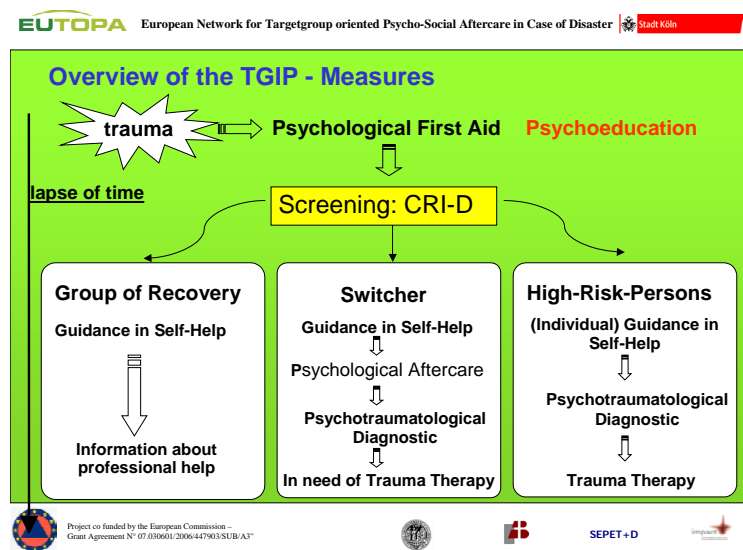 EUTOPA
European Network for Targetgroup oriented Psycho-Social Aftercare in Case of Disaster
Stadt Köln
Overview of the TGIP - Measures
trauma
Psychological First Aid
Psychoeducation
lapse of time
Screening: CRI-D
Group of Recovery
Guidance in Self-Help
Information about
professional help
Switcher
Guidance in Self-Help
Psychological Aftercare
Psychotraumatological
Diagnostic
In need of Trauma Therapy
High-Risk-Persons
(Individual) Guidance in
Self-Help
Psychotraumatological
Diagnostic
Trauma Therapy
Project co funded by the European Commission –
Grant Agreement N° 07.030601/2006/447903/SUB/A3"
SEPET+D